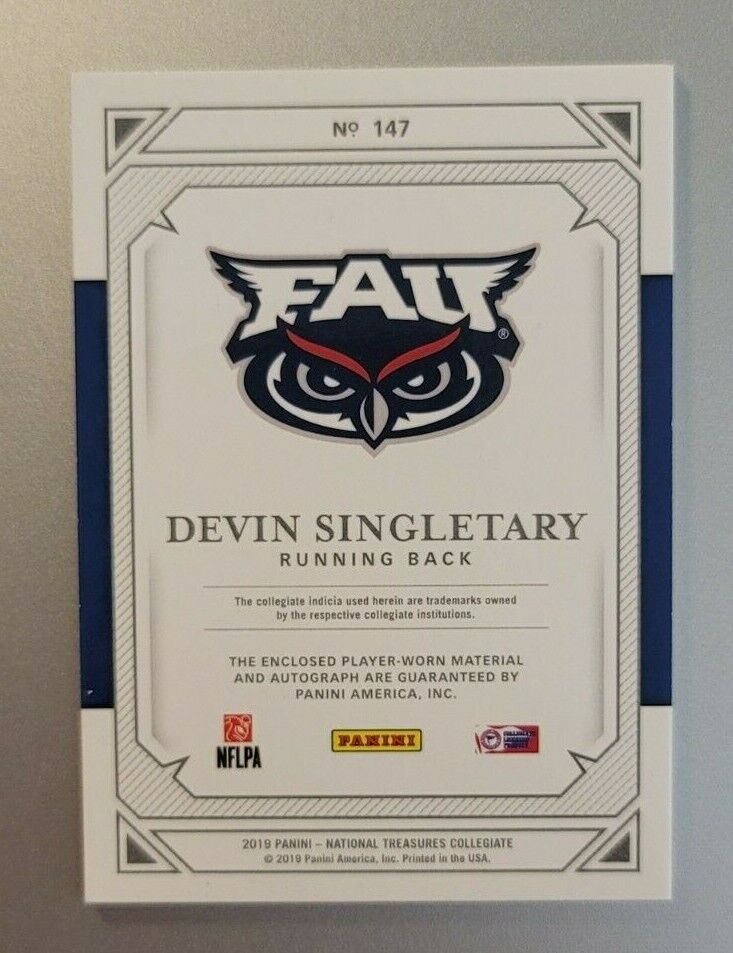 Nº 147
FAU
®
DEVIN SINGLETARY
RUNNING BACK
The collegiate indicia used herein are trademarks owned
by the respective collegiate institutions.
THE ENCLOSED PLAYER-WORN MATERIAL
AND AUTOGRAPH ARE GUARANTEED BY
PANINI AMERICA, INC.
NFLPA
PANINI
2019 PANINI – NATIONAL TREASURES COLLEGIATE
© 2019 Panini America, Inc. Printed in the USA.